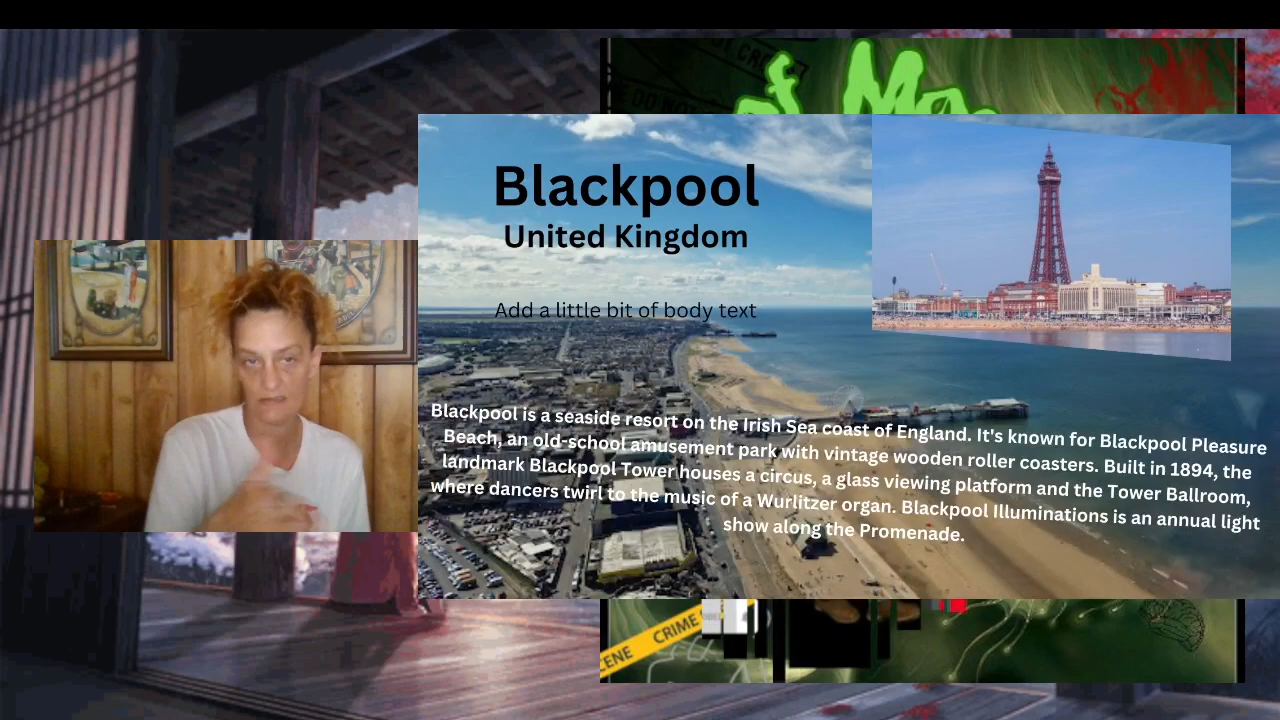 of Ma
Blackpool
United Kingdom
Add a little bit of body text
Blackpool is a seaside resort on the Irish Sea coast of England. It's known for Blackpool Pleasure
Beach, an old-school amusement park with vintage wooden roller coasters. Built in 1894, the
landmark Blackpool Tower houses a circus, a glass viewing platform and the Tower Ballroom,
where dancers twirl to the music of a Wurlitzer organ. Blackpool Illuminations is an annual light
show along the Promenade.
CENE CRIME